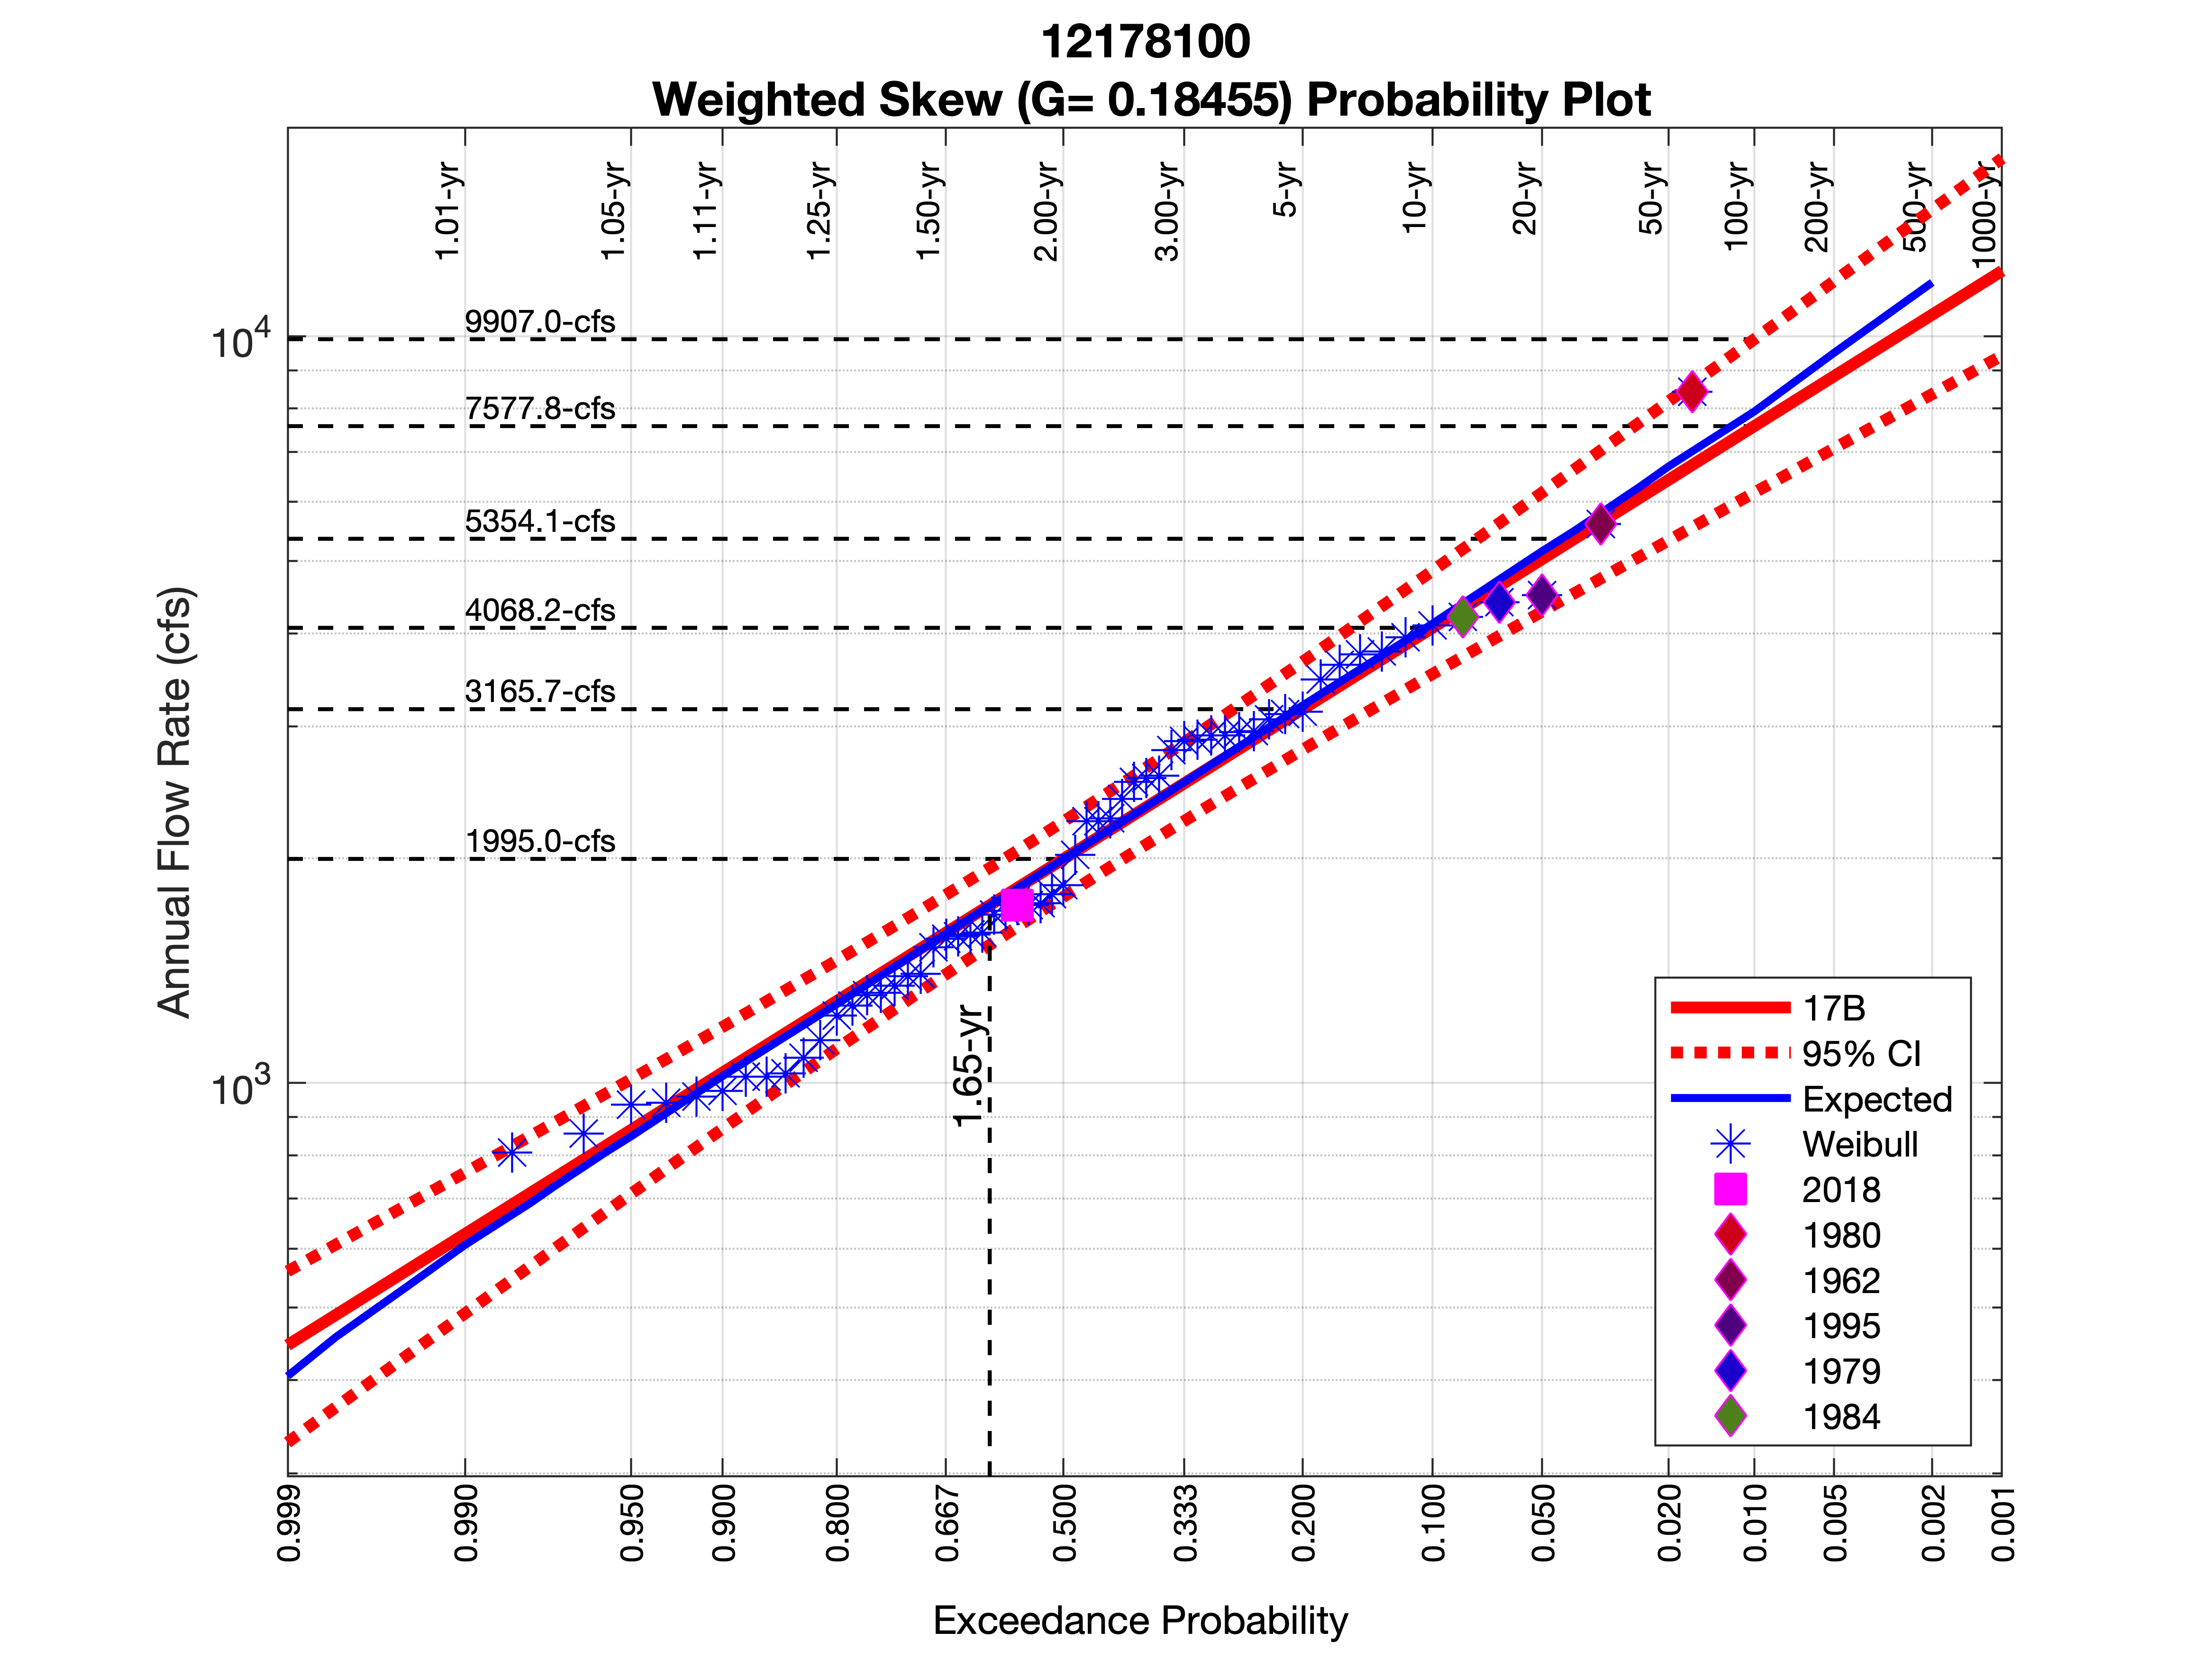 12178100
Weighted Skew (G= 0.18455) Probability Plot
1.01-yr
1.05-yr
1.11-yr
1.25-yr
1.50-yr
2.00-yr
3.00-yr
5-yr
10-yr
20-yr
50-yr
100-yr
200-yr
500-yr
1000-yr
10⁴
10³
Annual Flow Rate (cfs)
9907.0-cfs
7577.8-cfs
5354.1-cfs
4068.2-cfs
3165.7-cfs
1995.0-cfs
1.65-yr
17B
95% CI
Expected
Weibull
2018
1980
1962
1995
1979
1984
0.999
0.990
0.950
0.900
0.800
0.667
0.500
0.333
0.200
0.100
0.050
0.020
0.010
0.005
0.002
0.001
Exceedance Probability